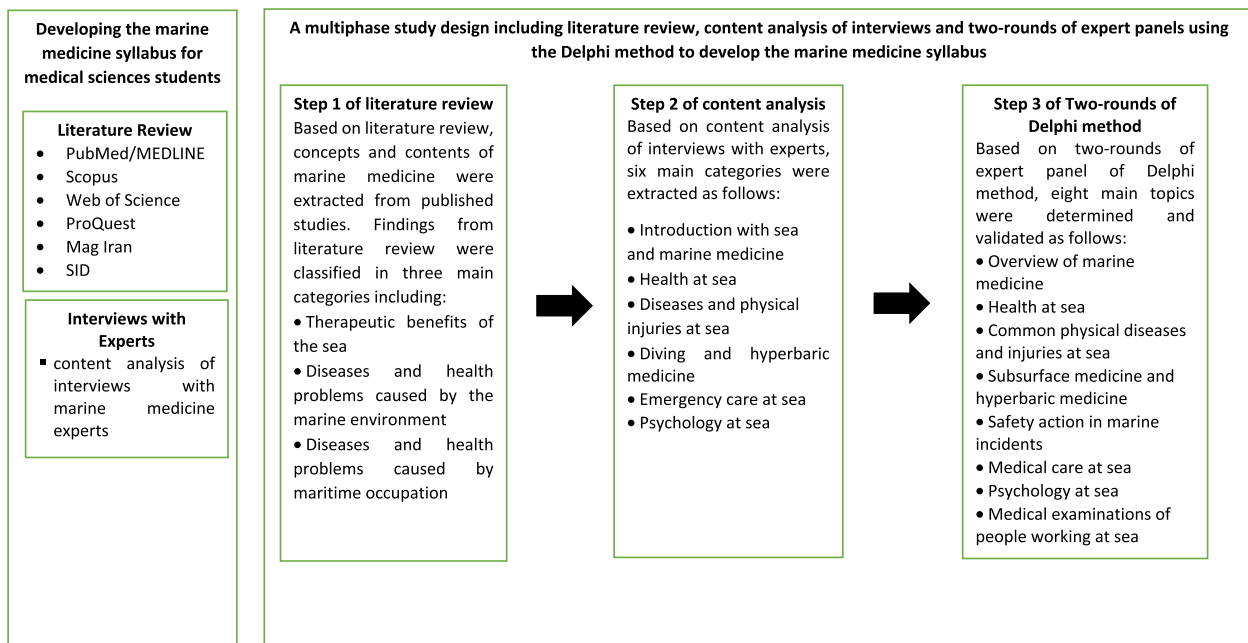 Developing the marine
medicine syllabus for
medical sciences students
Literature Review
• PubMed/MEDLINE
• Scopus
• Web of Science
• ProQuest
• Mag Iran
• SID
Interviews with
Experts
▪ content analysis of
interviews with
marine medicine
experts
A multiphase study design including literature review, content analysis of interviews and two-rounds of expert panels using
the Delphi method to develop the marine medicine syllabus
Step 1 of literature review
Based on literature review,
concepts and contents of
marine medicine were
extracted from published
studies. Findings from
literature review were
classified in three main
categories including:
• Therapeutic benefits of
the sea
• Diseases and health
problems caused by the
marine environment
• Diseases and health
problems caused by
maritime occupation
Step 2 of content analysis
Based on content analysis
of interviews with experts,
six main categories were
extracted as follows:
• Introduction with sea
and marine medicine
• Health at sea
• Diseases and physical
injuries at sea
• Diving and hyperbaric
medicine
• Emergency care at sea
• Psychology at sea
Step 3 of Two-rounds of
Delphi method
Based on two-rounds of
expert panel of Delphi
method, eight main topics
were determined and
validated as follows:
• Overview of marine
medicine
• Health at sea
• Common physical diseases
and injuries at sea
• Subsurface medicine and
hyperbaric medicine
• Safety action in marine
incidents
• Medical care at sea
• Psychology at sea
• Medical examinations of
people working at sea